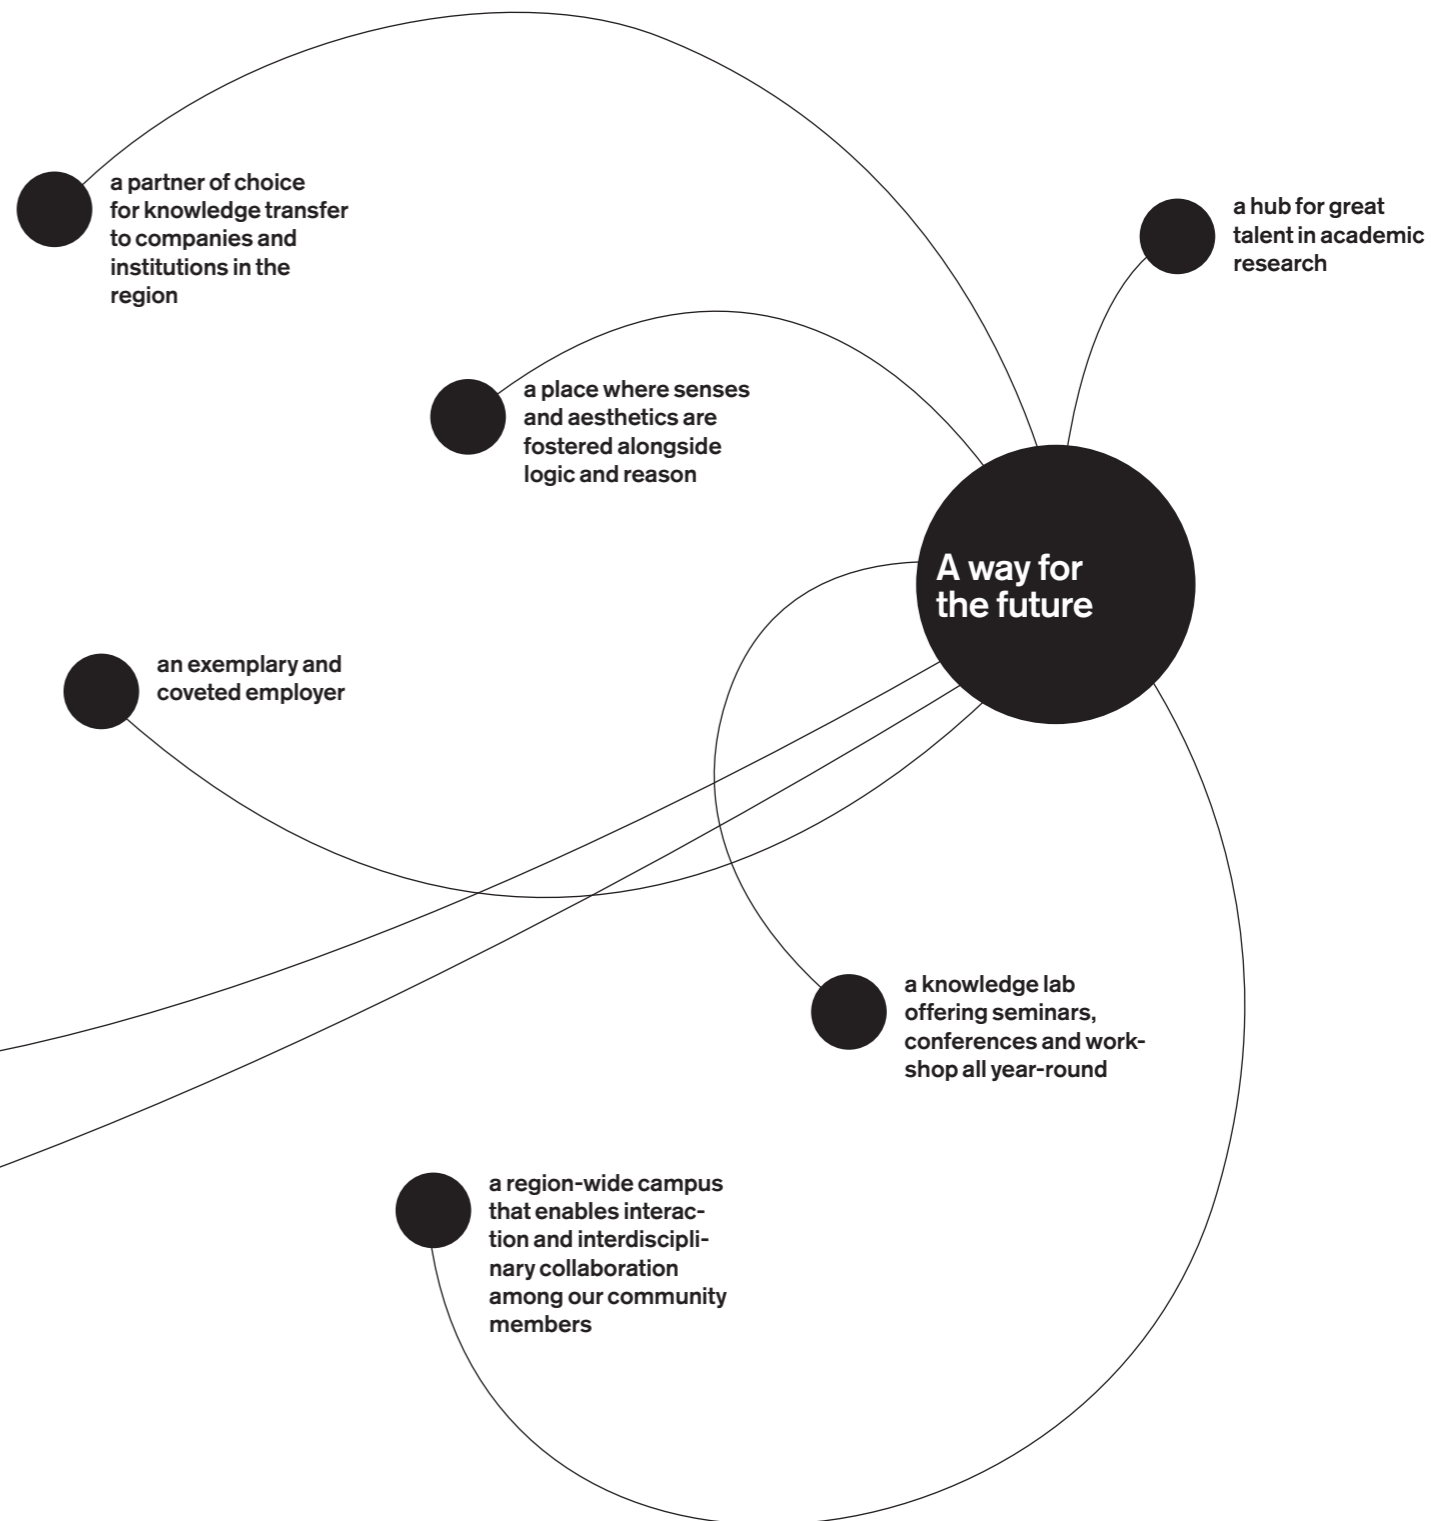 a partner of choice
for knowledge transfer
to companies and
institutions in the
region
a hub for great
talent in academic
research
a place where senses
and aesthetics are
fostered alongside
logic and reason
A way for
the future
an exemplary and
coveted employer
a knowledge lab
offering seminars,
conferences and work-
shop all year-round
a region-wide campus
that enables interac-
tion and interdiscipli-
nary collaboration
among our community
members